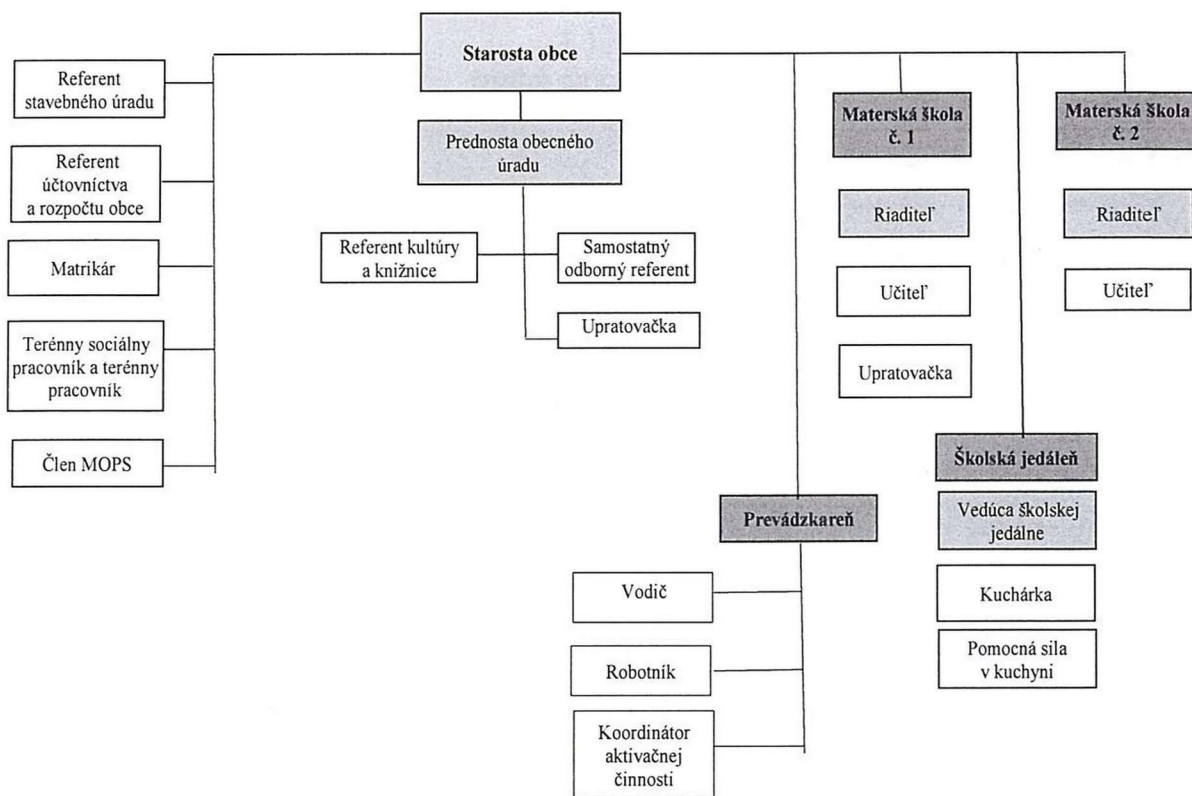 Starosta obce
Referent
stavebného úradu
Referent
účtovníctva
a rozpočtu obce
Matrikár
Terénny sociálny
pracovník a terénny
pracovník
Člen MOPS
Prednosta obecného
úradu
Referent kultúry
a knižnice
Samostatný
odborný referent
Upratovačka
Prevádzkareň
Vodič
Robotník
Koordinátor
aktivačnej
činnosti
Materská škola
č. 1
Riaditeľ
Učiteľ
Upratovačka
Školská jedáleň
Vedúca školskej
jedálne
Kuchárka
Pomocná sila
v kuchyni
Materská škola
č. 2
Riaditeľ
Učiteľ